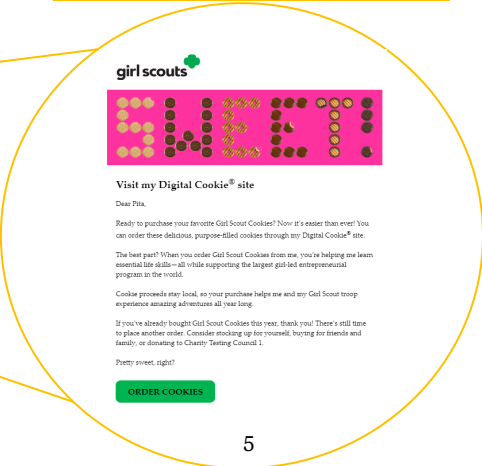 girl scouts
SWEET!
Visit my Digital Cookie® site
Dear Pita,
Ready to purchase your favorite Girl Scout Cookies? Now it's easier than ever! You
can order these delicious, purpose-filled cookies through my Digital Cookie® site.
The best part? When you order Girl Scout Cookies from me, you're helping me learn
essential life skills—all while supporting the largest girl-led entrepreneurial
program in the world.
Cookie proceeds stay local, so your purchase helps me and my Girl Scout troop
experience amazing adventures all year long.
If you've already bought Girl Scout Cookies this year, thank you! There's still time
to place another order. Consider stocking up for yourself, buying for friends and
family, or donating to Charity Testing Council 1.
Pretty sweet, right?
ORDER COOKIES
5